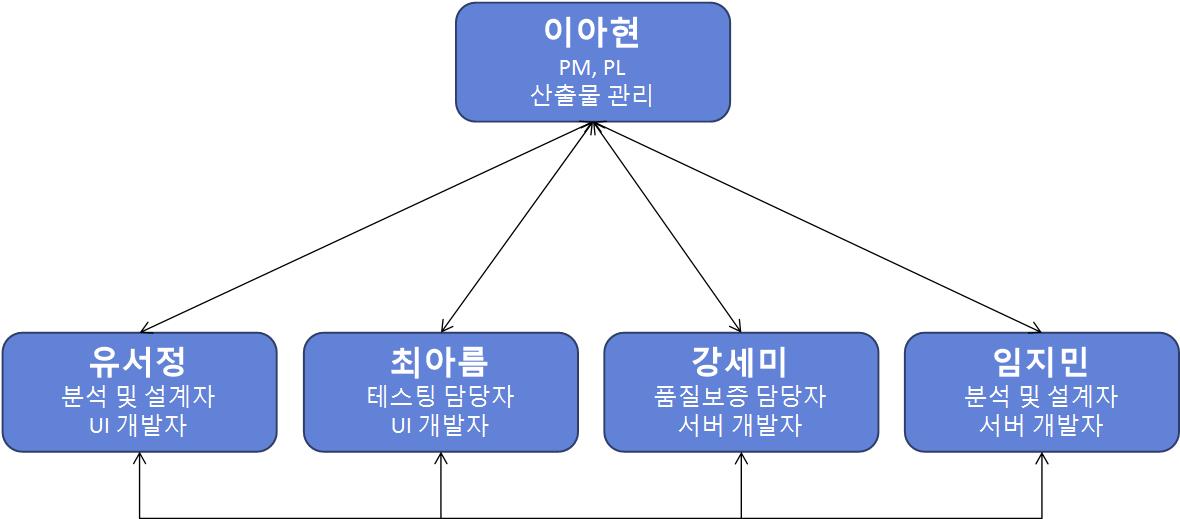 이아현
PM, PL
산출물 관리
유서정
분석 및 설계자
UI 개발자
최아름
테스팅 담당자
UI 개발자
강세미
품질보증 담당자
서버 개발자
임지민
분석 및 설계자
서버 개발자